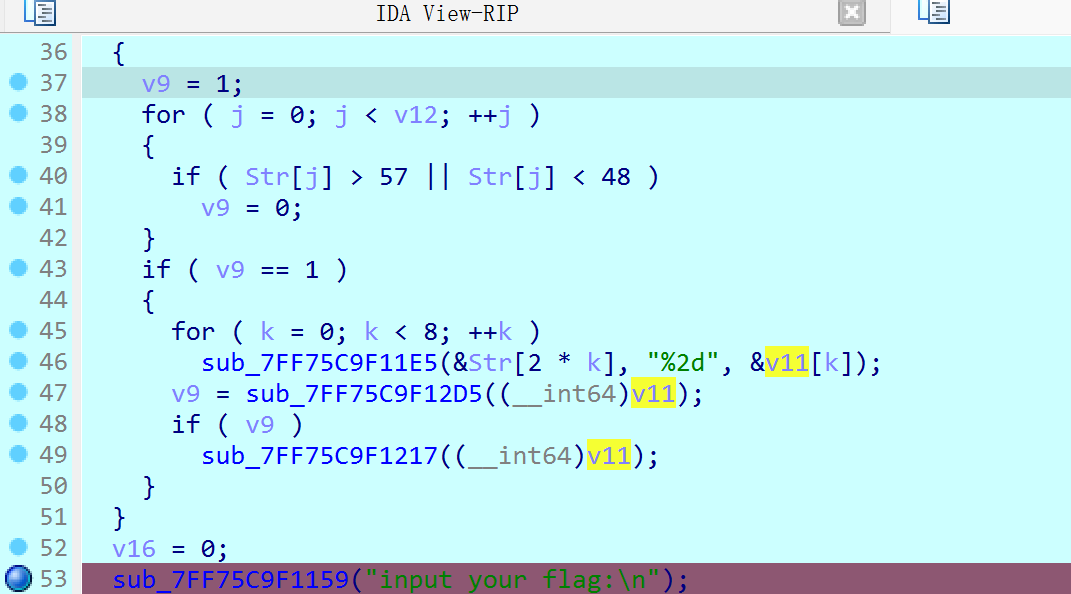 IDA View-RIP
36 {
37 v9 = 1;
38 for ( j = 0; j < v12; ++j )
39 {
40 if ( Str[j] > 57 || Str[j] < 48 )
41 v9 = 0;
42 }
43 if ( v9 == 1 )
44 {
45 for ( k = 0; k < 8; ++k )
46 sub_7FF75C9F11E5(&Str[2 * k], "%2d", &v11[k]);
47 v9 = sub_7FF75C9F12D5((__int64)v11);
48 if ( v9 )
49 sub_7FF75C9F1217((__int64)v11);
50 }
51 }
52 v16 = 0;
53 sub_7FF75C9F1159("input your flag:\n");